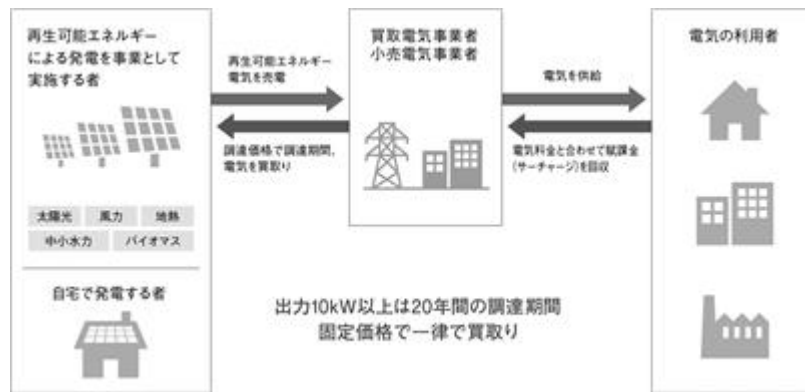 再生可能エネルギー
による発電を事業として
実施する者
太陽光
風力
地熱
中小水力
バイオマス
自宅で発電する者
再生可能エネルギー
電気を売電
調達価格で調達期間、
電気を買取り
買取電気事業者
小売電気事業者
電気を供給
電気料金と合わせて賦課金
(サーチャージ)を回収
電気の利用者
出力10kW以上は20年間の調達期間
固定価格で一律で買取り